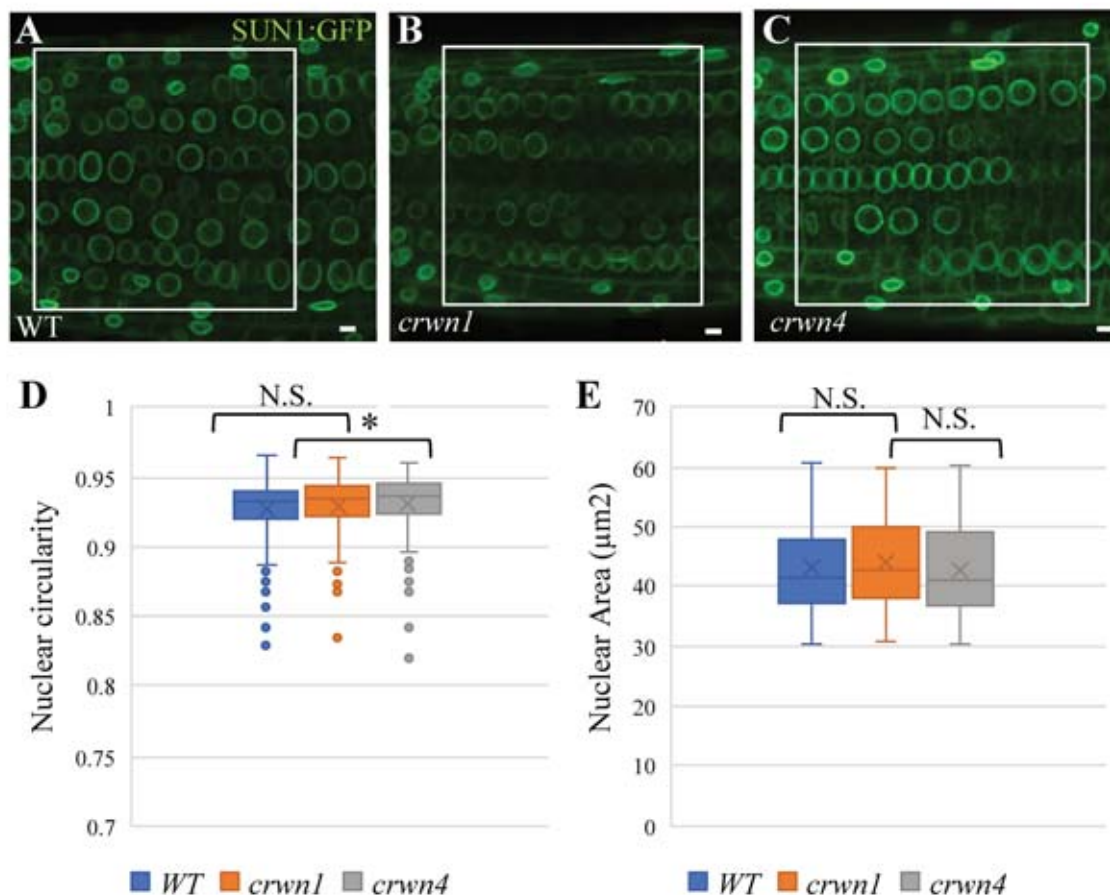 A
SUN1:GFP
WT
B
crwn1
C
crwn4
D
N.S.
*
1
0.95
0.9
0.85
0.8
0.75
0.7
Nuclear circularity
WT crwn1 crwn4
E
N.S.
N.S.
70
60
50
40
30
20
10
0
Nuclear Area (µm2)
WT crwn1 crwn4